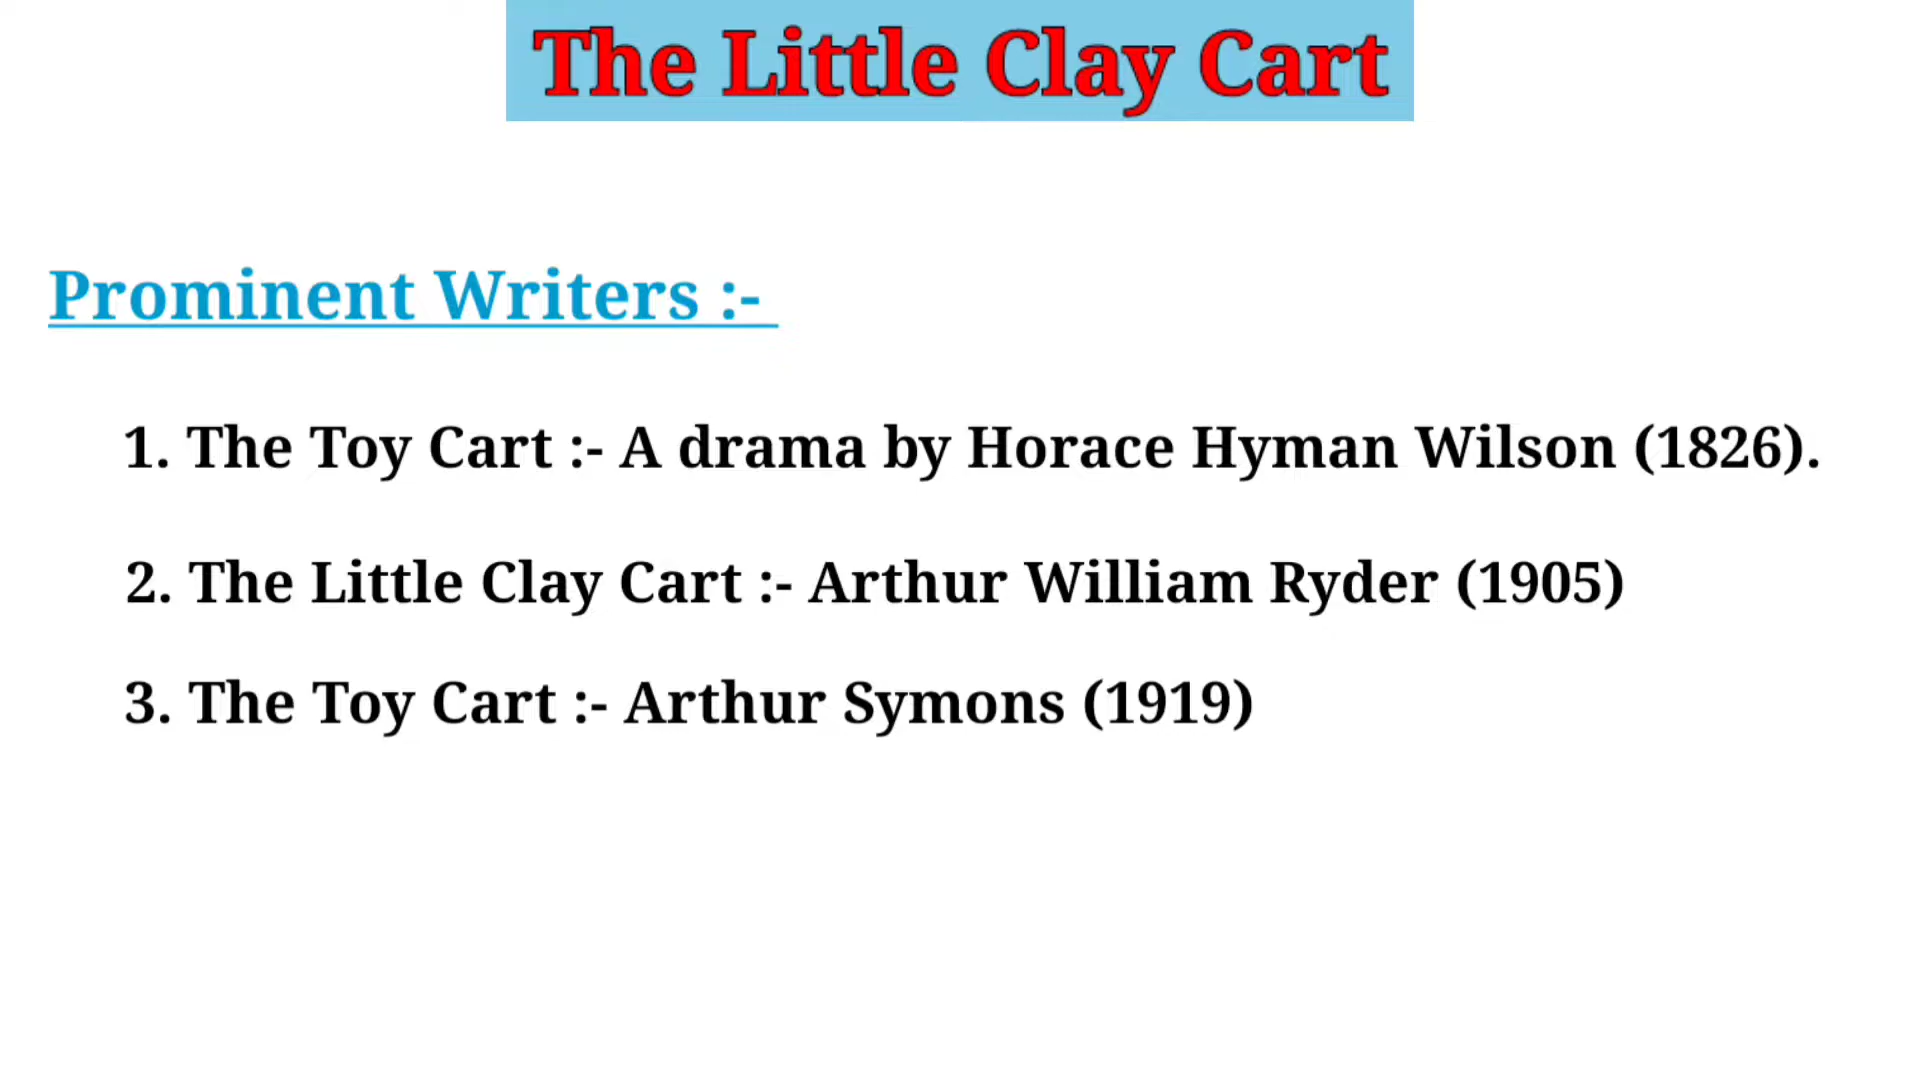 The Little Clay Cart
Prominent Writers :-
1. The Toy Cart :- A drama by Horace Hyman Wilson (1826).
2. The Little Clay Cart :- Arthur William Ryder (1905)
3. The Toy Cart :- Arthur Symons (1919)